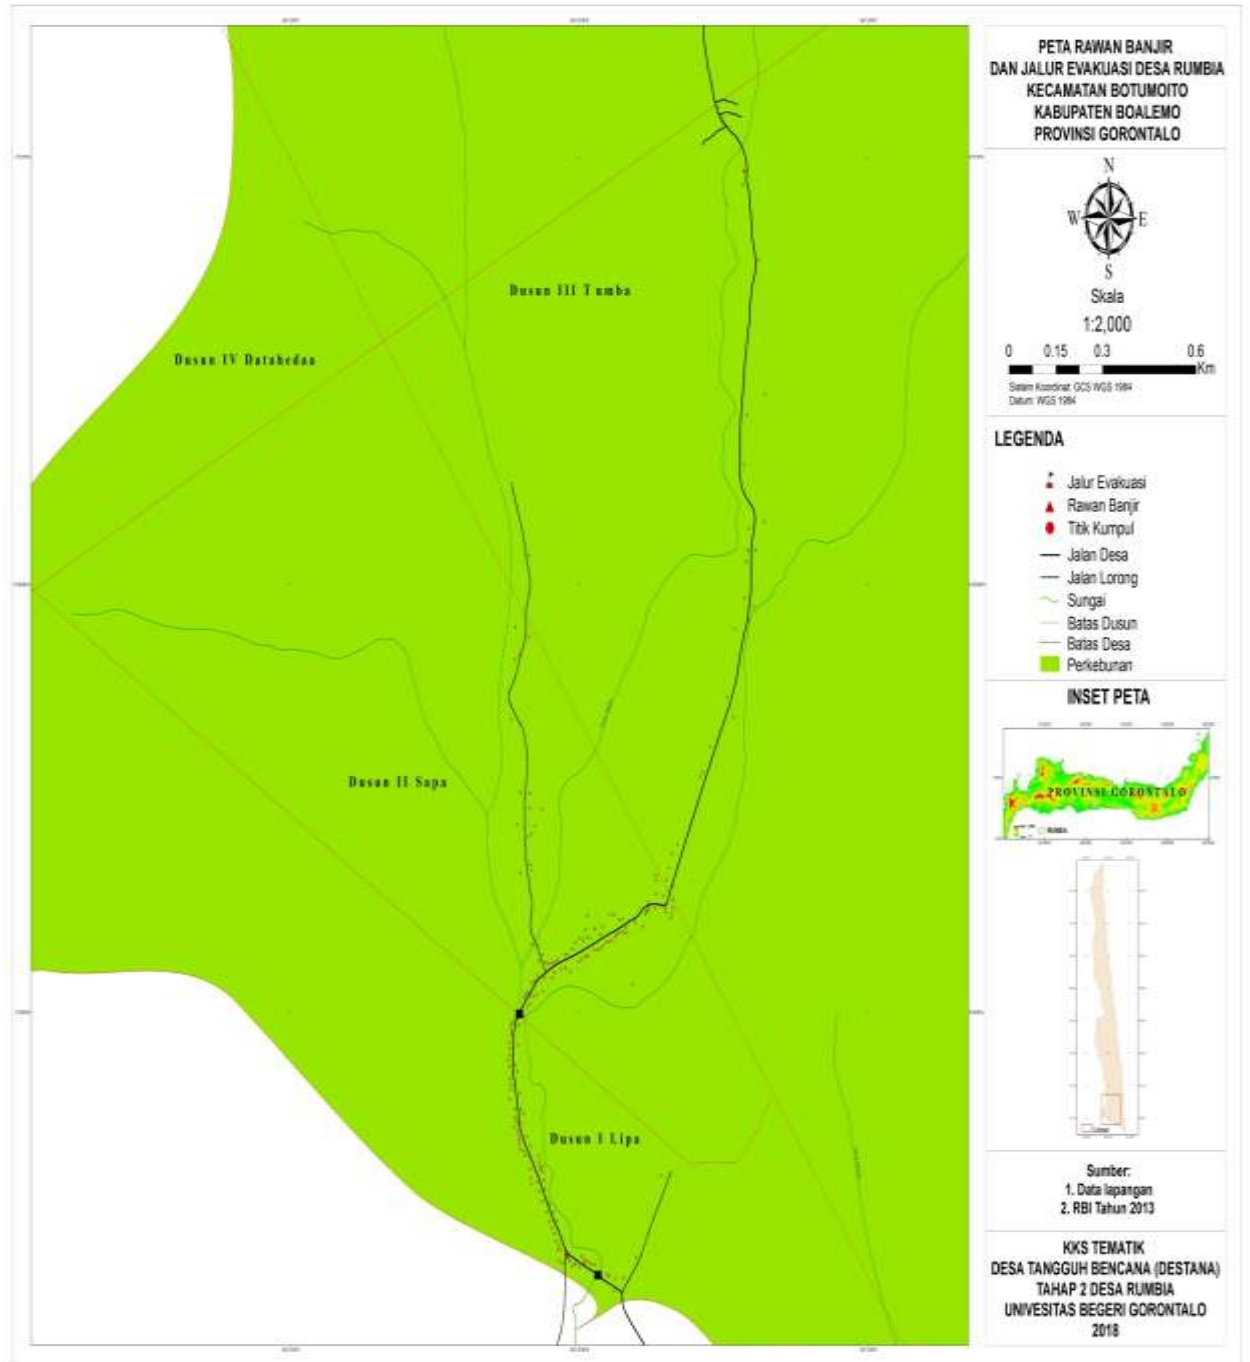 PETA RAWAN BANJIR
DAN JALUR EVAKUASI DESA RUMBIA
KECAMATAN BOTUMOITO
KABUPATEN BOALEMO
PROVINSI GORONTALO
N
W E
S
Skala
1:2,000
0 0.15 0.3 0.6
Km
Sistem Koordinat: GCS WGS 1984
Datum: WGS 1984
LEGENDA
Jalur Evakuasi
Rawan Banjir
Titik Kumpul
Jalan Desa
Jalan Lorong
Sungai
Batas Dusun
Batas Desa
Perkebunan
INSET PETA
PROVINSI GORONTALO
Sumber:
1. Data lapangan
2. RBI Tahun 2013
KKS TEMATIK
DESA TANGGUH BENCANA (DESTANA)
TAHAP 2 DESA RUMBIA
UNIVESITAS BEGERI GORONTALO
2018
Dusun III Tumba
Dusun IV Datahedaa
Dusun II Sapa
Dusun I Lipa